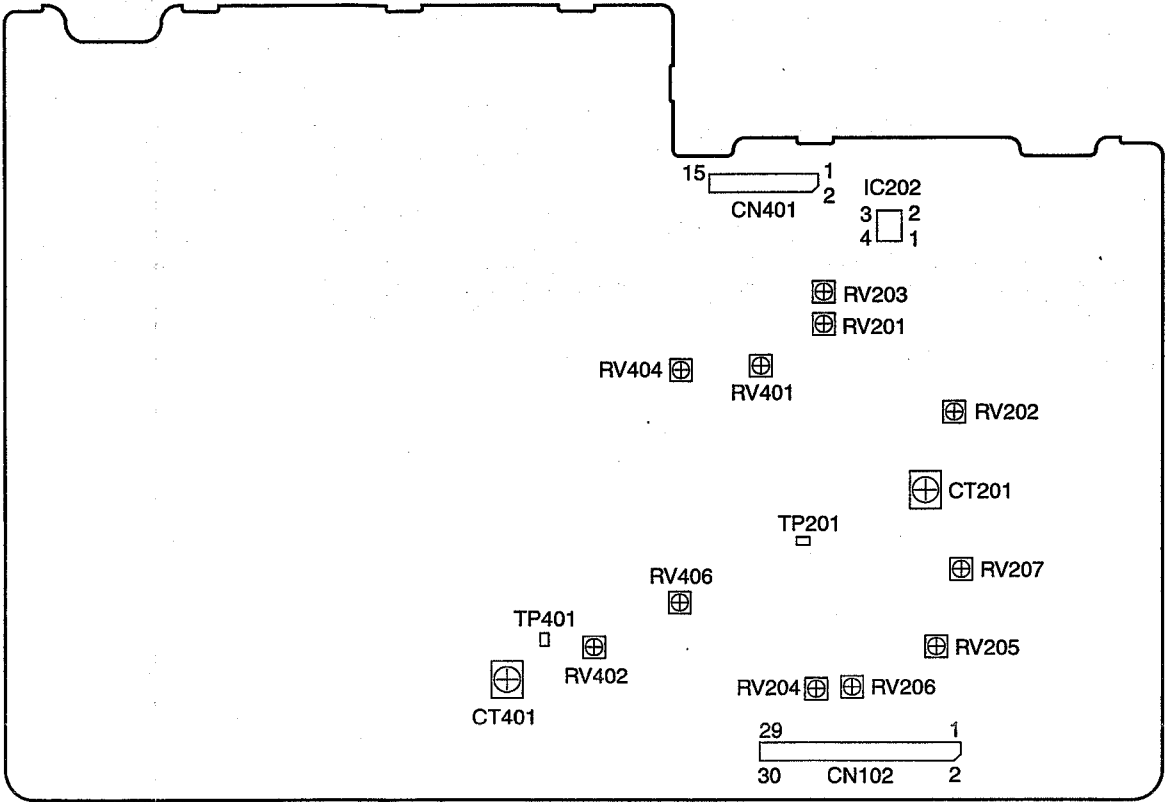 15 1
2
CN401
IC202
3 2
4 1
RV203
RV201
RV404
RV401
RV202
CT201
TP201
RV207
RV406
TP401
RV402
RV205
RV204 RV206
CT401
29 1
30 CN102 2